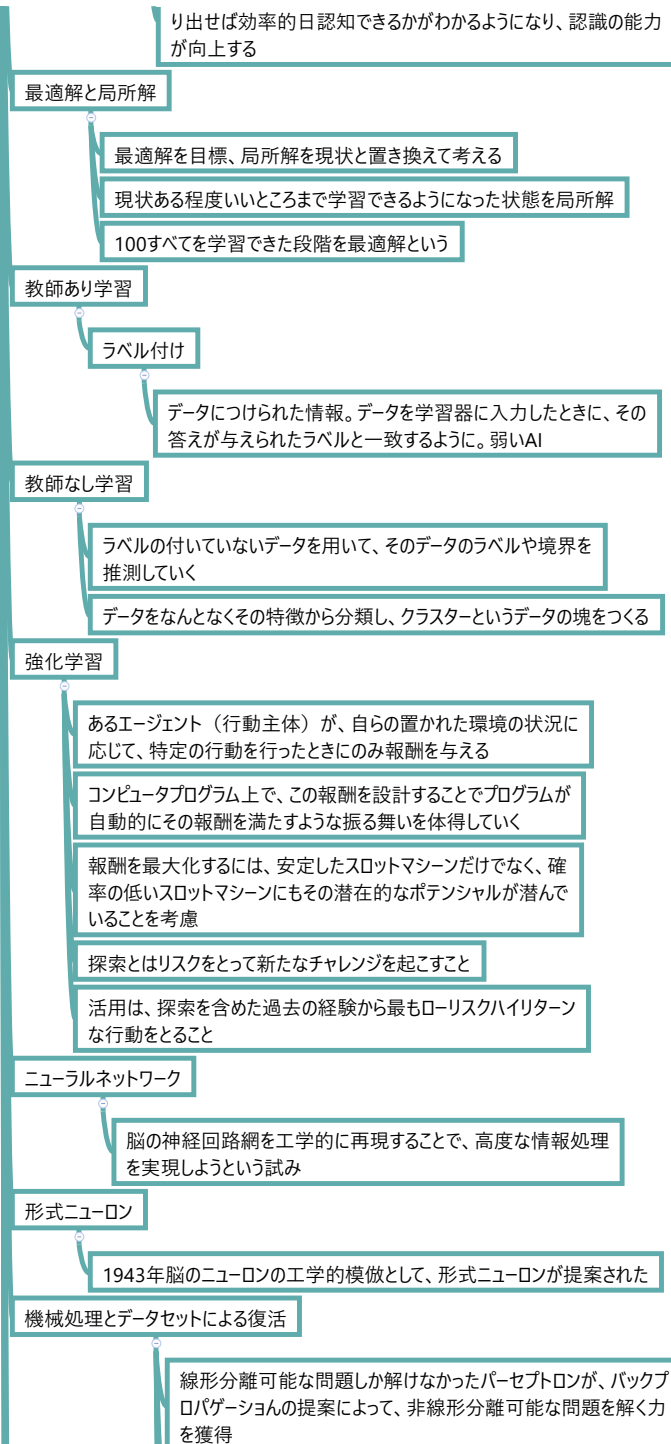 り出せば効率的日認知できるかがわかるようになり、認識の能力
が向上する
最適解と局所解
最適解を目標、局所解を現状と置き換えて考える
現状ある程度いいところまで学習できるようになった状態を局所解
100すべてを学習できた段階を最適解という
教師あり学習
ラベル付け
データにつけられた情報。データを学習器に入力したときに、その
答えが与えられたラベルと一致するように。弱いAI
教師なし学習
ラベルの付いていないデータを用いて、そのデータのラベルや境界を
推測していく
データをなんとなくその特徴から分類し、クラスターというデータの塊をつくる
強化学習
あるエージェント（行動主体）が、自らの置かれた環境の状況に
応じて、特定の行動を行ったときにのみ報酬を与える
コンピュータプログラム上で、この報酬を設計することでプログラムが
自動的にその報酬を満たすような振る舞いを体得していく
報酬を最大化するには、安定したスロットマシーンだけでなく、確
率の低いスロットマシーンにもその潜在的なポテンシャルが潜んで
いることを考慮
探索とはリスクをとって新たなチャレンジを起こすこと
活用は、探索を含めた過去の経験から最もローリスクハイリターン
な行動をとること
ニューラルネットワーク
脳の神経回路網を工学的に再現することで、高度な情報処理
を実現しようという試み
形式ニューロン
1943年脳のニューロンの工学的模倣として、形式ニューロンが提案された
機械処理とデータセットによる復活
線形分離可能な問題しか解けなかったパーセプトロンが、バックプ
ロパゲーショんの提案によって、非線形分離可能な問題を解く力
を獲得